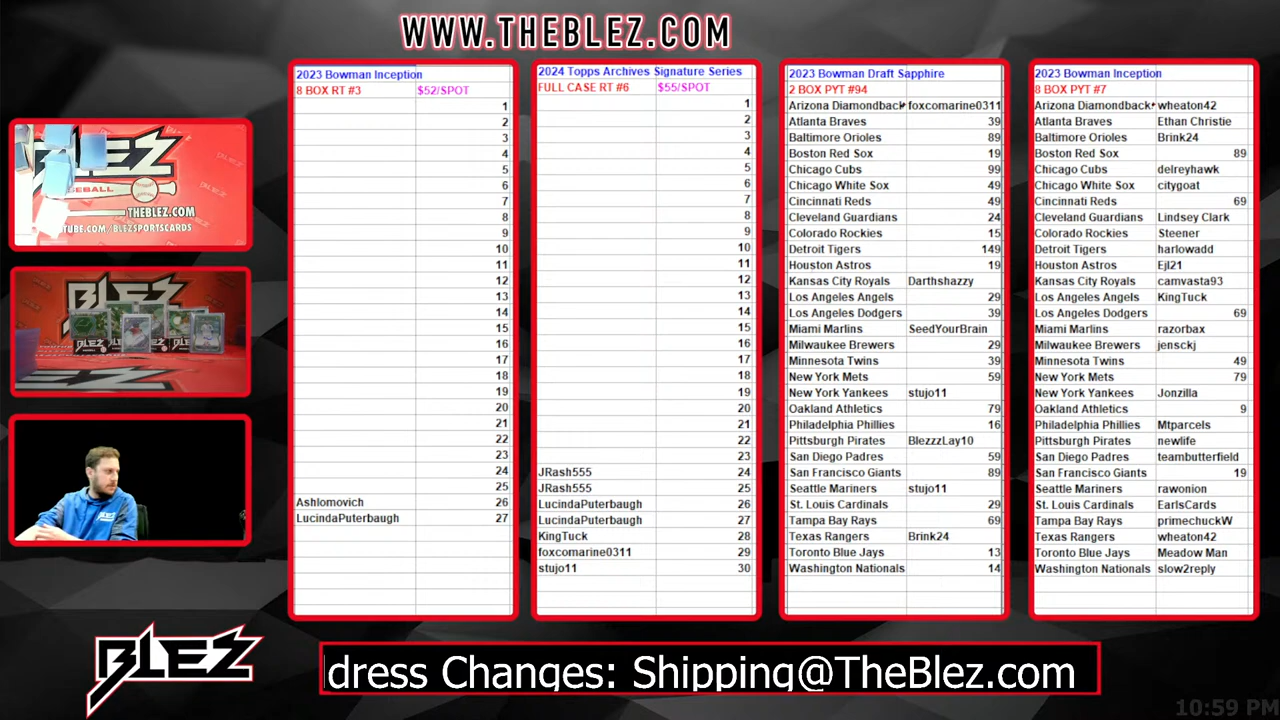 WWW.THEBLEZ.COM
2023 Bowman Inception
8 BOX RT #3 $52/SPOT
1
2
3
4
5
6
7
8
9
10
11
12
13
14
15
16
17
18
19
20
21
22
23
24
25
Ashlomovich 26
LucindaPuterbaugh 27
2024 Topps Archives Signature Series
FULL CASE RT #6 $55/SPOT
1
2
3
4
5
6
7
8
9
10
11
12
13
14
15
16
17
18
19
20
21
22
23
JRash555 24
JRash555 25
LucindaPuterbaugh 26
LucindaPuterbaugh 27
KingTuck 28
foxcomarine0311 29
stujo11 30
2023 Bowman Draft Sapphire
2 BOX PYT #94
Arizona Diamondback foxcomarine0311
Atlanta Braves 39
Baltimore Orioles 89
Boston Red Sox 19
Chicago Cubs 99
Chicago White Sox 49
Cincinnati Reds 49
Cleveland Guardians 24
Colorado Rockies 15
Detroit Tigers 149
Houston Astros 19
Kansas City Royals Darthshazzy
Los Angeles Angels 29
Los Angeles Dodgers 39
Miami Marlins SeedYourBrain
Milwaukee Brewers 29
Minnesota Twins 39
New York Mets 59
New York Yankees stujo11
Oakland Athletics 79
Philadelphia Phillies 16
Pittsburgh Pirates BlezzzLay10
San Diego Padres 59
San Francisco Giants 89
Seattle Mariners stujo11
St. Louis Cardinals 29
Tampa Bay Rays 69
Texas Rangers Brink24
Toronto Blue Jays 13
Washington Nationals 14
2023 Bowman Inception
8 BOX PYT #7
Arizona Diamondback wheaton42
Atlanta Braves Ethan Christie
Baltimore Orioles Brink24
Boston Red Sox 89
Chicago Cubs delreyhawk
Chicago White Sox citygoat
Cincinnati Reds 69
Cleveland Guardians Lindsey Clark
Colorado Rockies Steener
Detroit Tigers harlowadd
Houston Astros Ejl21
Kansas City Royals camvasta93
Los Angeles Angels KingTuck
Los Angeles Dodgers 69
Miami Marlins razorbax
Milwaukee Brewers jensckj
Minnesota Twins 49
New York Mets 79
New York Yankees Jonzilla
Oakland Athletics 9
Philadelphia Phillies Mtparcels
Pittsburgh Pirates newlife
San Diego Padres teambutterfield
San Francisco Giants 19
Seattle Mariners rawonion
St. Louis Cardinals EarlsCards
Tampa Bay Rays primechuckW
Texas Rangers wheaton42
Toronto Blue Jays Meadow Man
Washington Nationals slow2reply
BLEZ
THEBLEZ.COM
BLEZ
BLEZ
dress Changes: Shipping@TheBlez.com
10:59 PM